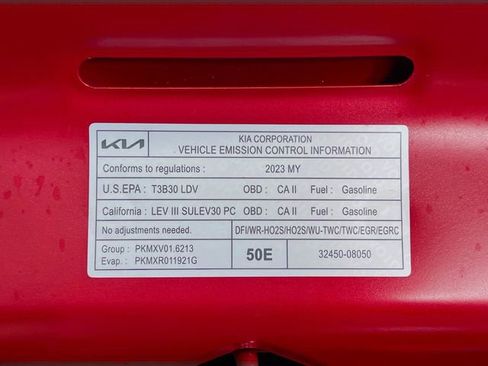 KIA
KIA CORPORATION
VEHICLE EMISSION CONTROL INFORMATION
Conforms to regulations : 2023 MY
U.S.EPA : T3B30 LDV OBD : CA II Fuel : Gasoline
California : LEV III SULEV30 PC OBD : CA II Fuel : Gasoline
No adjustments needed. DFI/WR-HO2S/HO2S/WU-TWC/TWC/EGR/EGRC
Group : PKMXV01.6213
Evap. : PKMXR011921G
50E
32450-08050